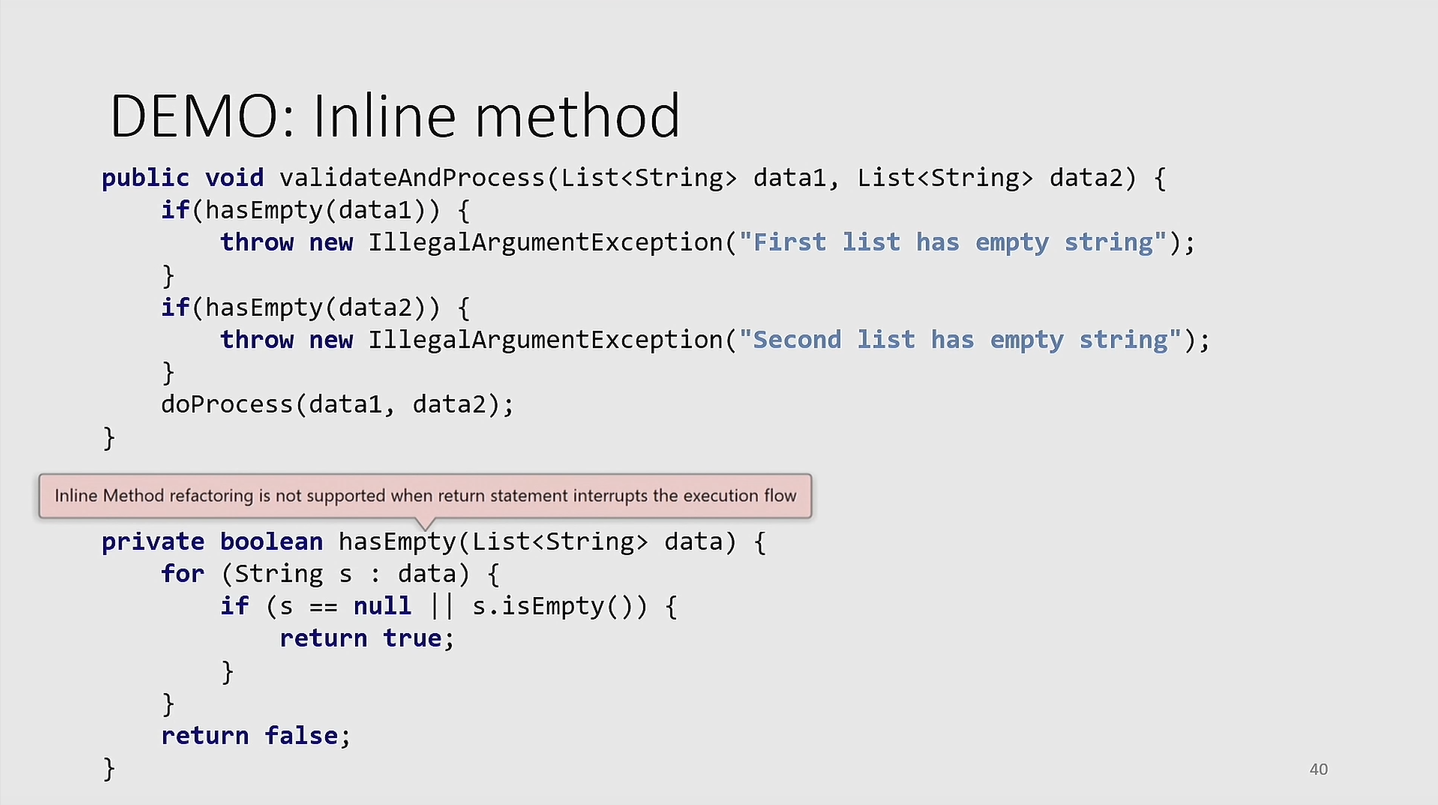 DEMO: Inline method
public void validateAndProcess(List<String> data1, List<String> data2) {
    if(hasEmpty(data1)) {
        throw new IllegalArgumentException("First list has empty string");
    }
    if(hasEmpty(data2)) {
        throw new IllegalArgumentException("Second list has empty string");
    }
    doProcess(data1, data2);
}
Inline Method refactoring is not supported when return statement interrupts the execution flow
private boolean hasEmpty(List<String> data) {
    for (String s : data) {
        if (s == null || s.isEmpty()) {
            return true;
        }
    }
    return false;
}
40